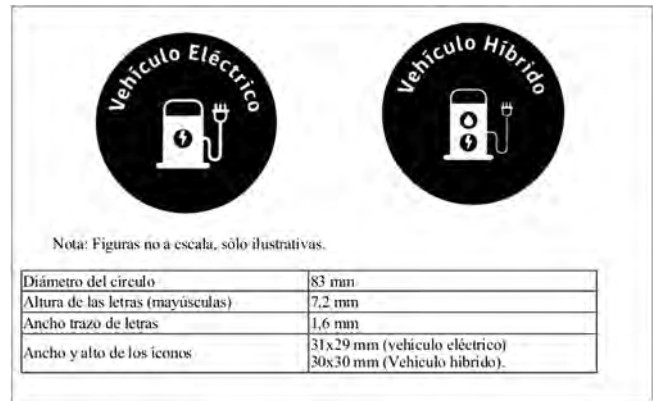 Vehículo Eléctrico
Vehículo Híbrido
Nota: Figuras no a escala, sólo ilustrativas.
Diámetro del círculo 83 mm
Altura de las letras (mayúsculas) 7,2 mm
Ancho trazo de letras 1,6 mm
Ancho y alto de los íconos 31x29 mm (vehículo eléctrico)
30x30 mm (Vehículo híbrido).